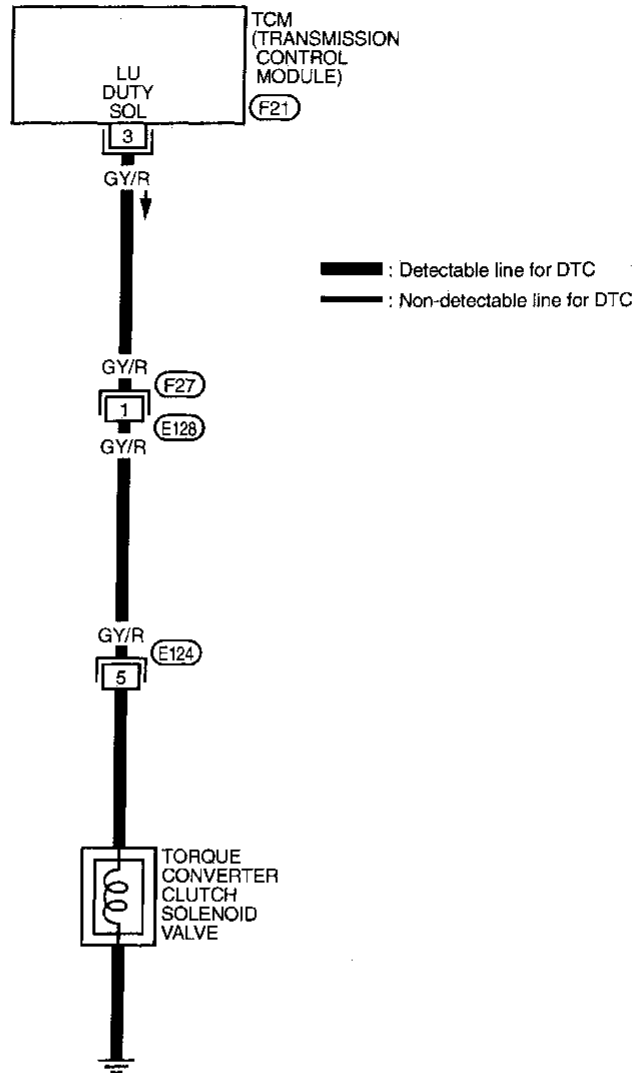 TCM
(TRANSMISSION
CONTROL
MODULE)
LU
DUTY
SOL
F21
3
GY/R
: Detectable line for DTC
: Non-detectable line for DTC
GY/R
F27
1
E128
GY/R
GY/R
E124
5
TORQUE
CONVERTER
CLUTCH
SOLENOID
VALVE